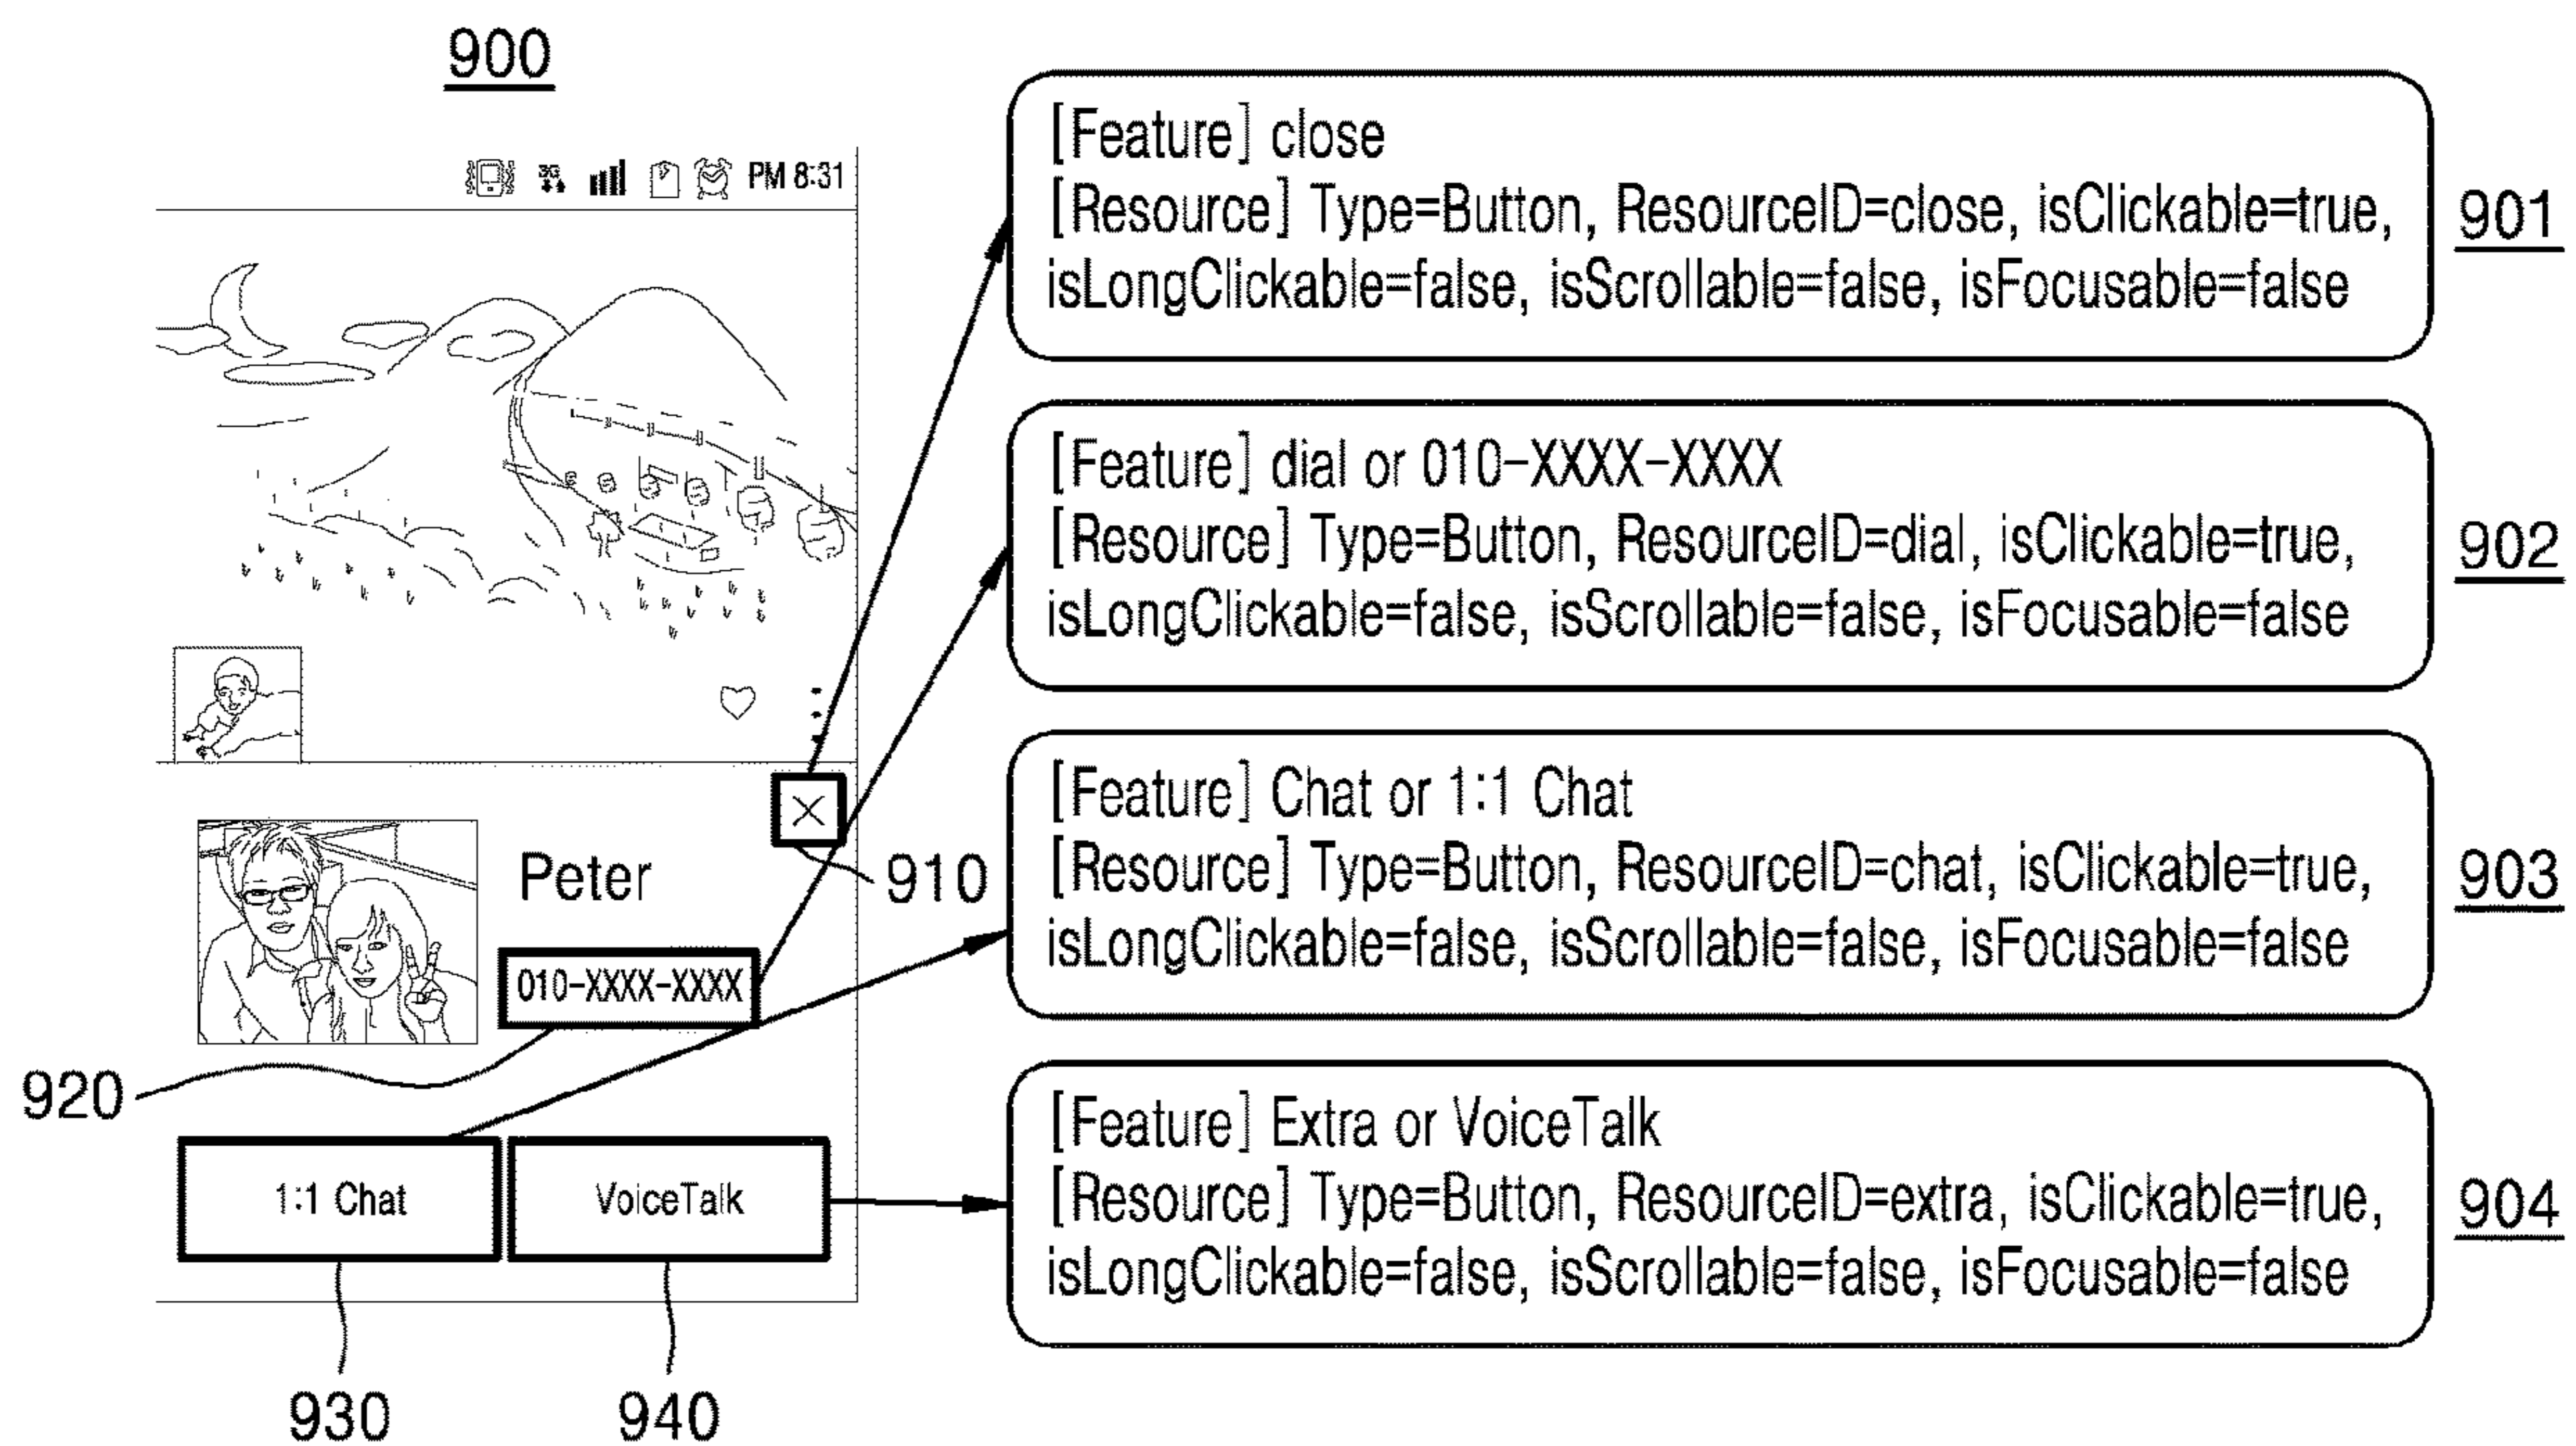 900
3G PM 8:31
Peter
010-XXXX-XXXX
1:1 Chat
VoiceTalk
910
920
930
940
[Feature] close
[Resource] Type=Button, ResourceID=close, isClickable=true,
isLongClickable=false, isScrollable=false, isFocusable=false
901
[Feature] dial or 010-XXXX-XXXX
[Resource] Type=Button, ResourceID=dial, isClickable=true,
isLongClickable=false, isScrollable=false, isFocusable=false
902
[Feature] Chat or 1:1 Chat
[Resource] Type=Button, ResourceID=chat, isClickable=true,
isLongClickable=false, isScrollable=false, isFocusable=false
903
[Feature] Extra or VoiceTalk
[Resource] Type=Button, ResourceID=extra, isClickable=true,
isLongClickable=false, isScrollable=false, isFocusable=false
904